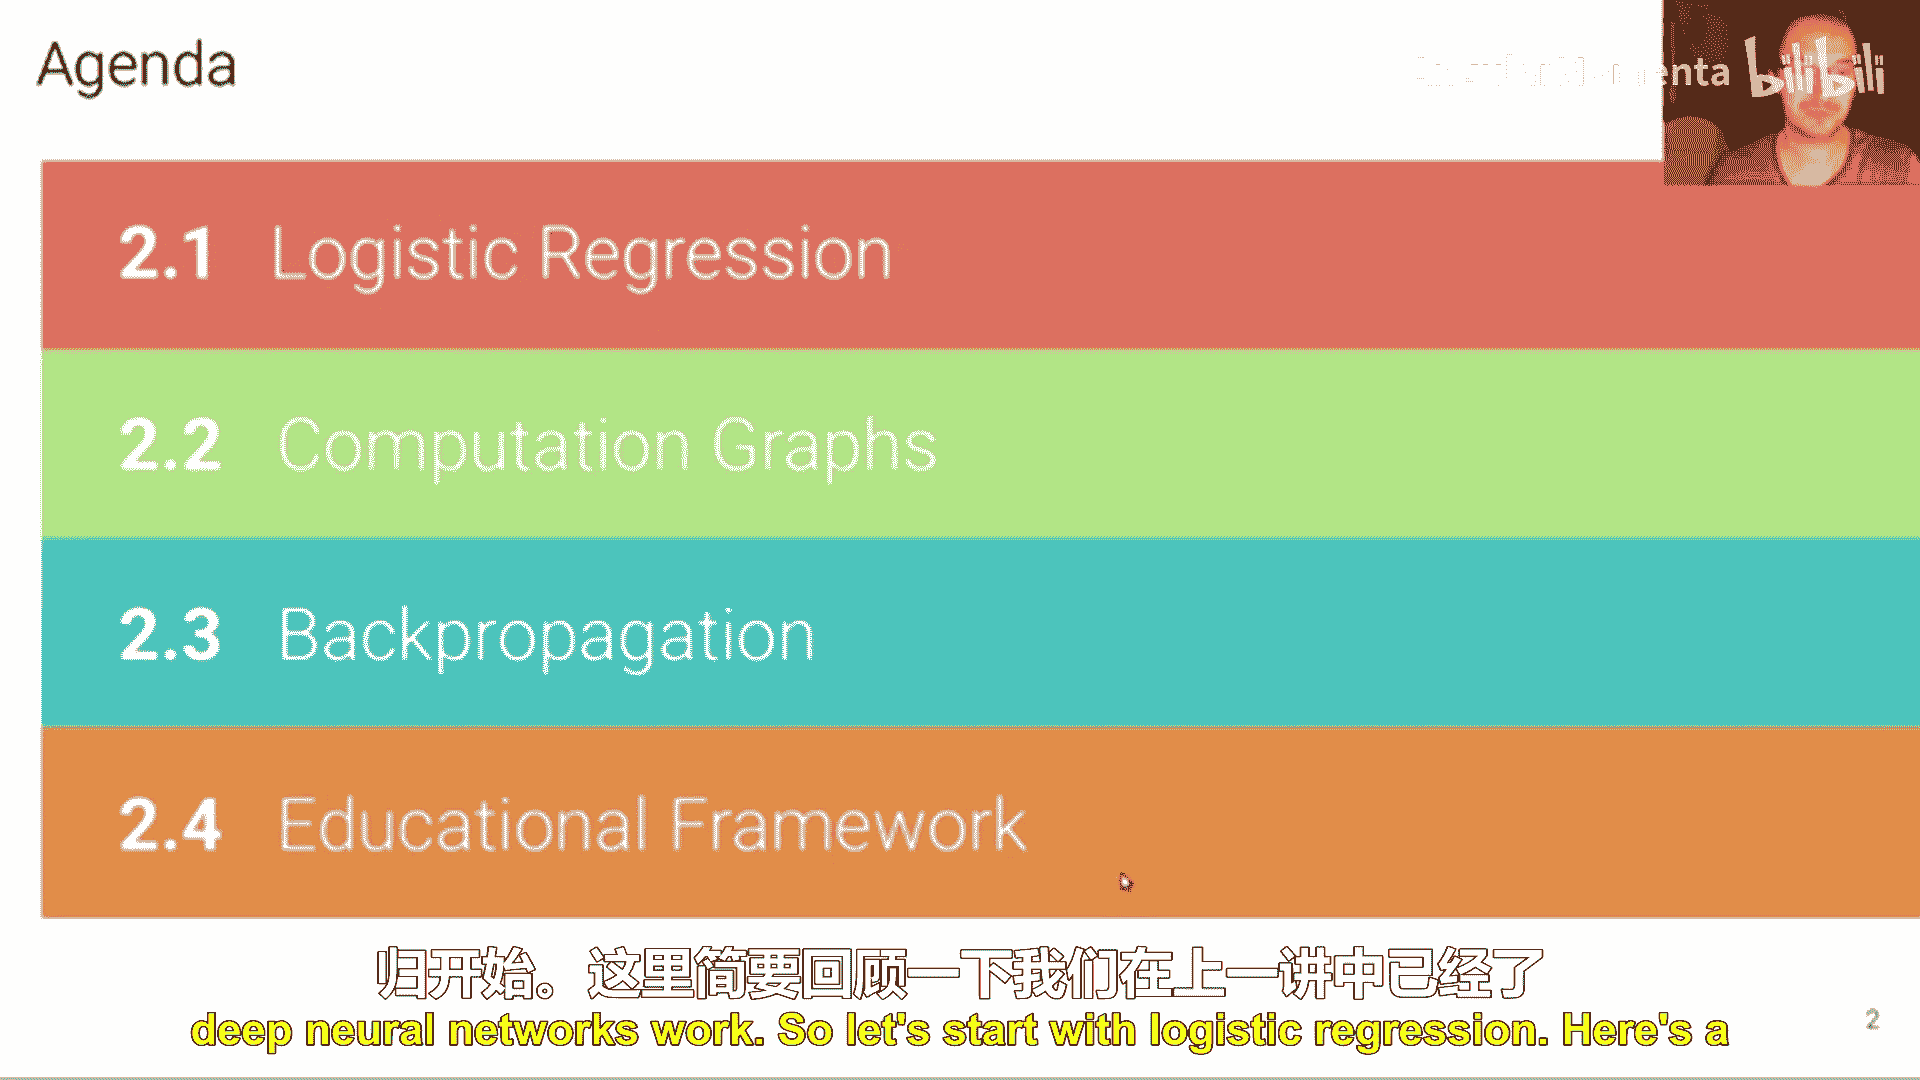 Agenda
bilibili
2.1 Logistic Regression
2.2 Computation Graphs
2.3 Backpropagation
2.4 Educational Framework
归开始。这里简要回顾一下我们在上一讲中已经了
deep neural networks work. So let's start with logistic regression. Here's a
2